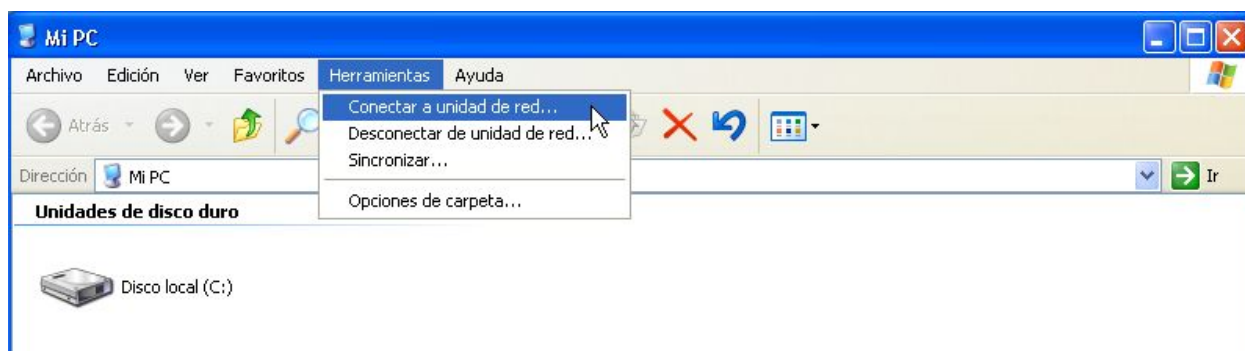 Mi PC
Archivo Edición Ver Favoritos Herramientas Ayuda
Atrás
Conectar a unidad de red...
Desconectar de unidad de red...
Sincronizar...
Opciones de carpeta...
Dirección Mi PC Ir
Unidades de disco duro
Disco local (C:)